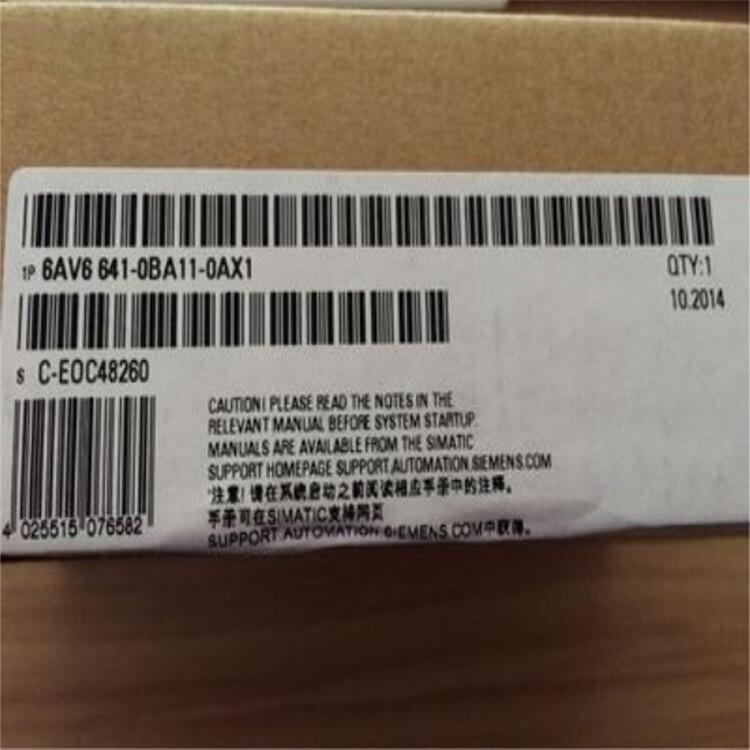 1P 6AV6 641-0BA11-0AX1
QTY:1
10.2014
S C-EOC48260
CAUTION! PLEASE READ THE NOTES IN THE
RELEVANT MANUAL BEFORE SYSTEM STARTUP.
MANUALS ARE AVAILABLE FROM THE SIMATIC
SUPPORT HOMEPAGE SUPPORT.AUTOMATION.SIEMENS.COM
"注意! 请在系统启动之前阅读相应手册中的注释。
手册可在SIMATIC支持网页
SUPPORT AUTOMATION SIEMENS COM中获得。
4 025515 076582